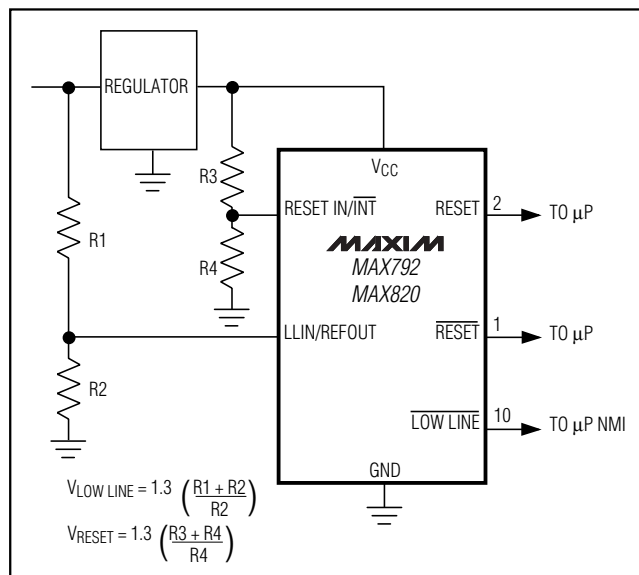 REGULATOR
VCC
R3
RESET IN/INT
RESET
2
TO µP
R1
MAXIM
R4
MAX792
MAX820
LLIN/REFOUT
RESET
1
TO µP
R2
LOW LINE
10
TO µP NMI
GND
VLOW LINE = 1.3 (R1 + R2 / R2)
VRESET = 1.3 (R3 + R4 / R4)